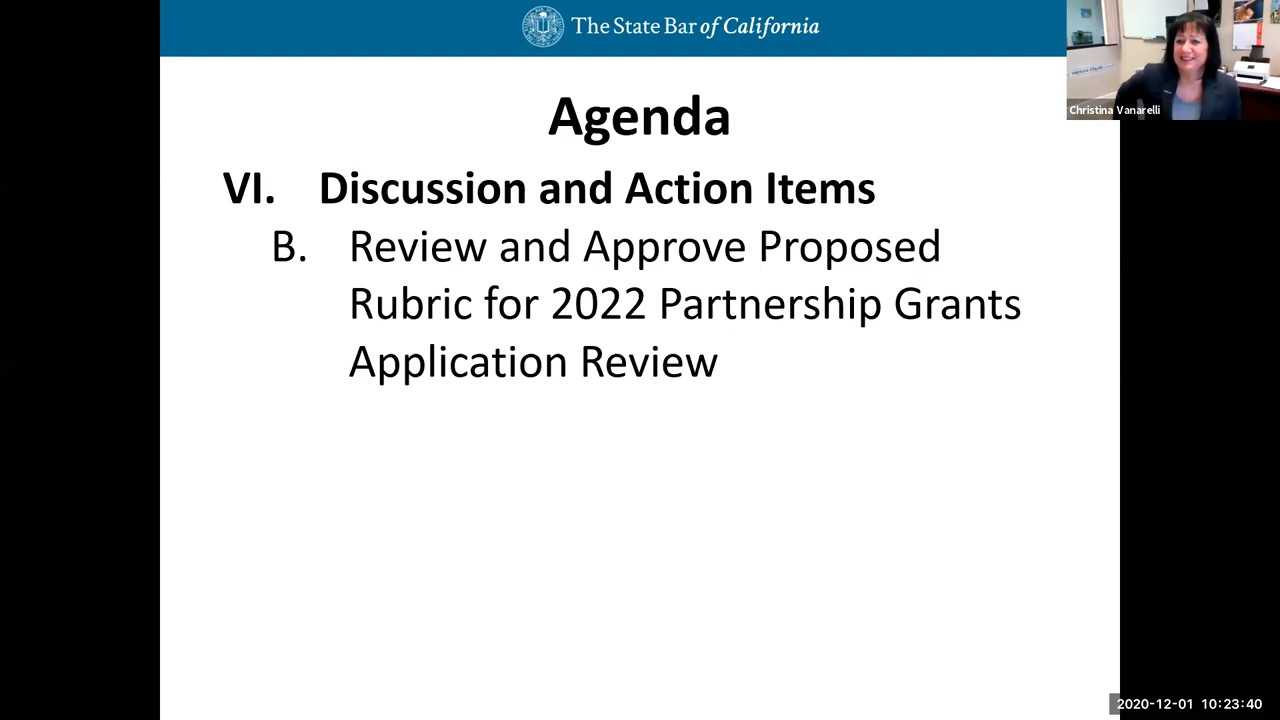 The State Bar of California
Christina Vanarelli
Agenda
VI. Discussion and Action Items
B. Review and Approve Proposed
Rubric for 2022 Partnership Grants
Application Review
2020-12-01 10:23:40